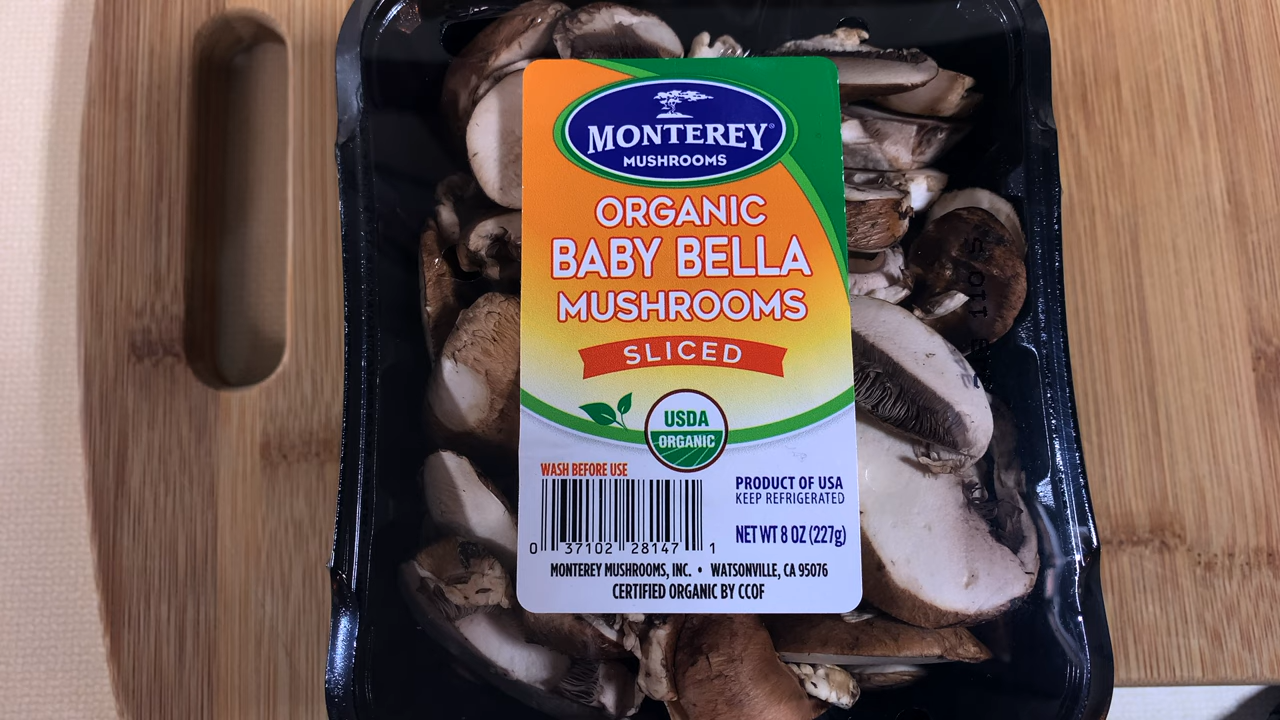 MONTEREY®
MUSHROOMS
ORGANIC
BABY BELLA
MUSHROOMS
SLICED
USDA
ORGANIC
WASH BEFORE USE
PRODUCT OF USA
KEEP REFRIGERATED
0 37102 28147 1
NET WT 8 OZ (227g)
MONTEREY MUSHROOMS, INC. • WATSONVILLE, CA 95076
CERTIFIED ORGANIC BY CCOF